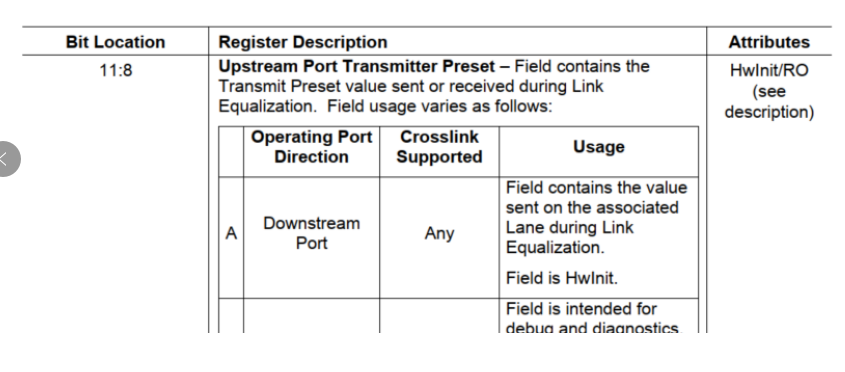 Bit Location Register Description Attributes
11:8 Upstream Port Transmitter Preset – Field contains the HwInit/RO
Transmit Preset value sent or received during Link (see
Equalization. Field usage varies as follows: description)
Operating Port Crosslink Usage
Direction Supported
A Downstream Any Field contains the value
Port sent on the associated
Lane during Link
Equalization.
Field is HwInit.
Field is intended for
debug and diagnostics.